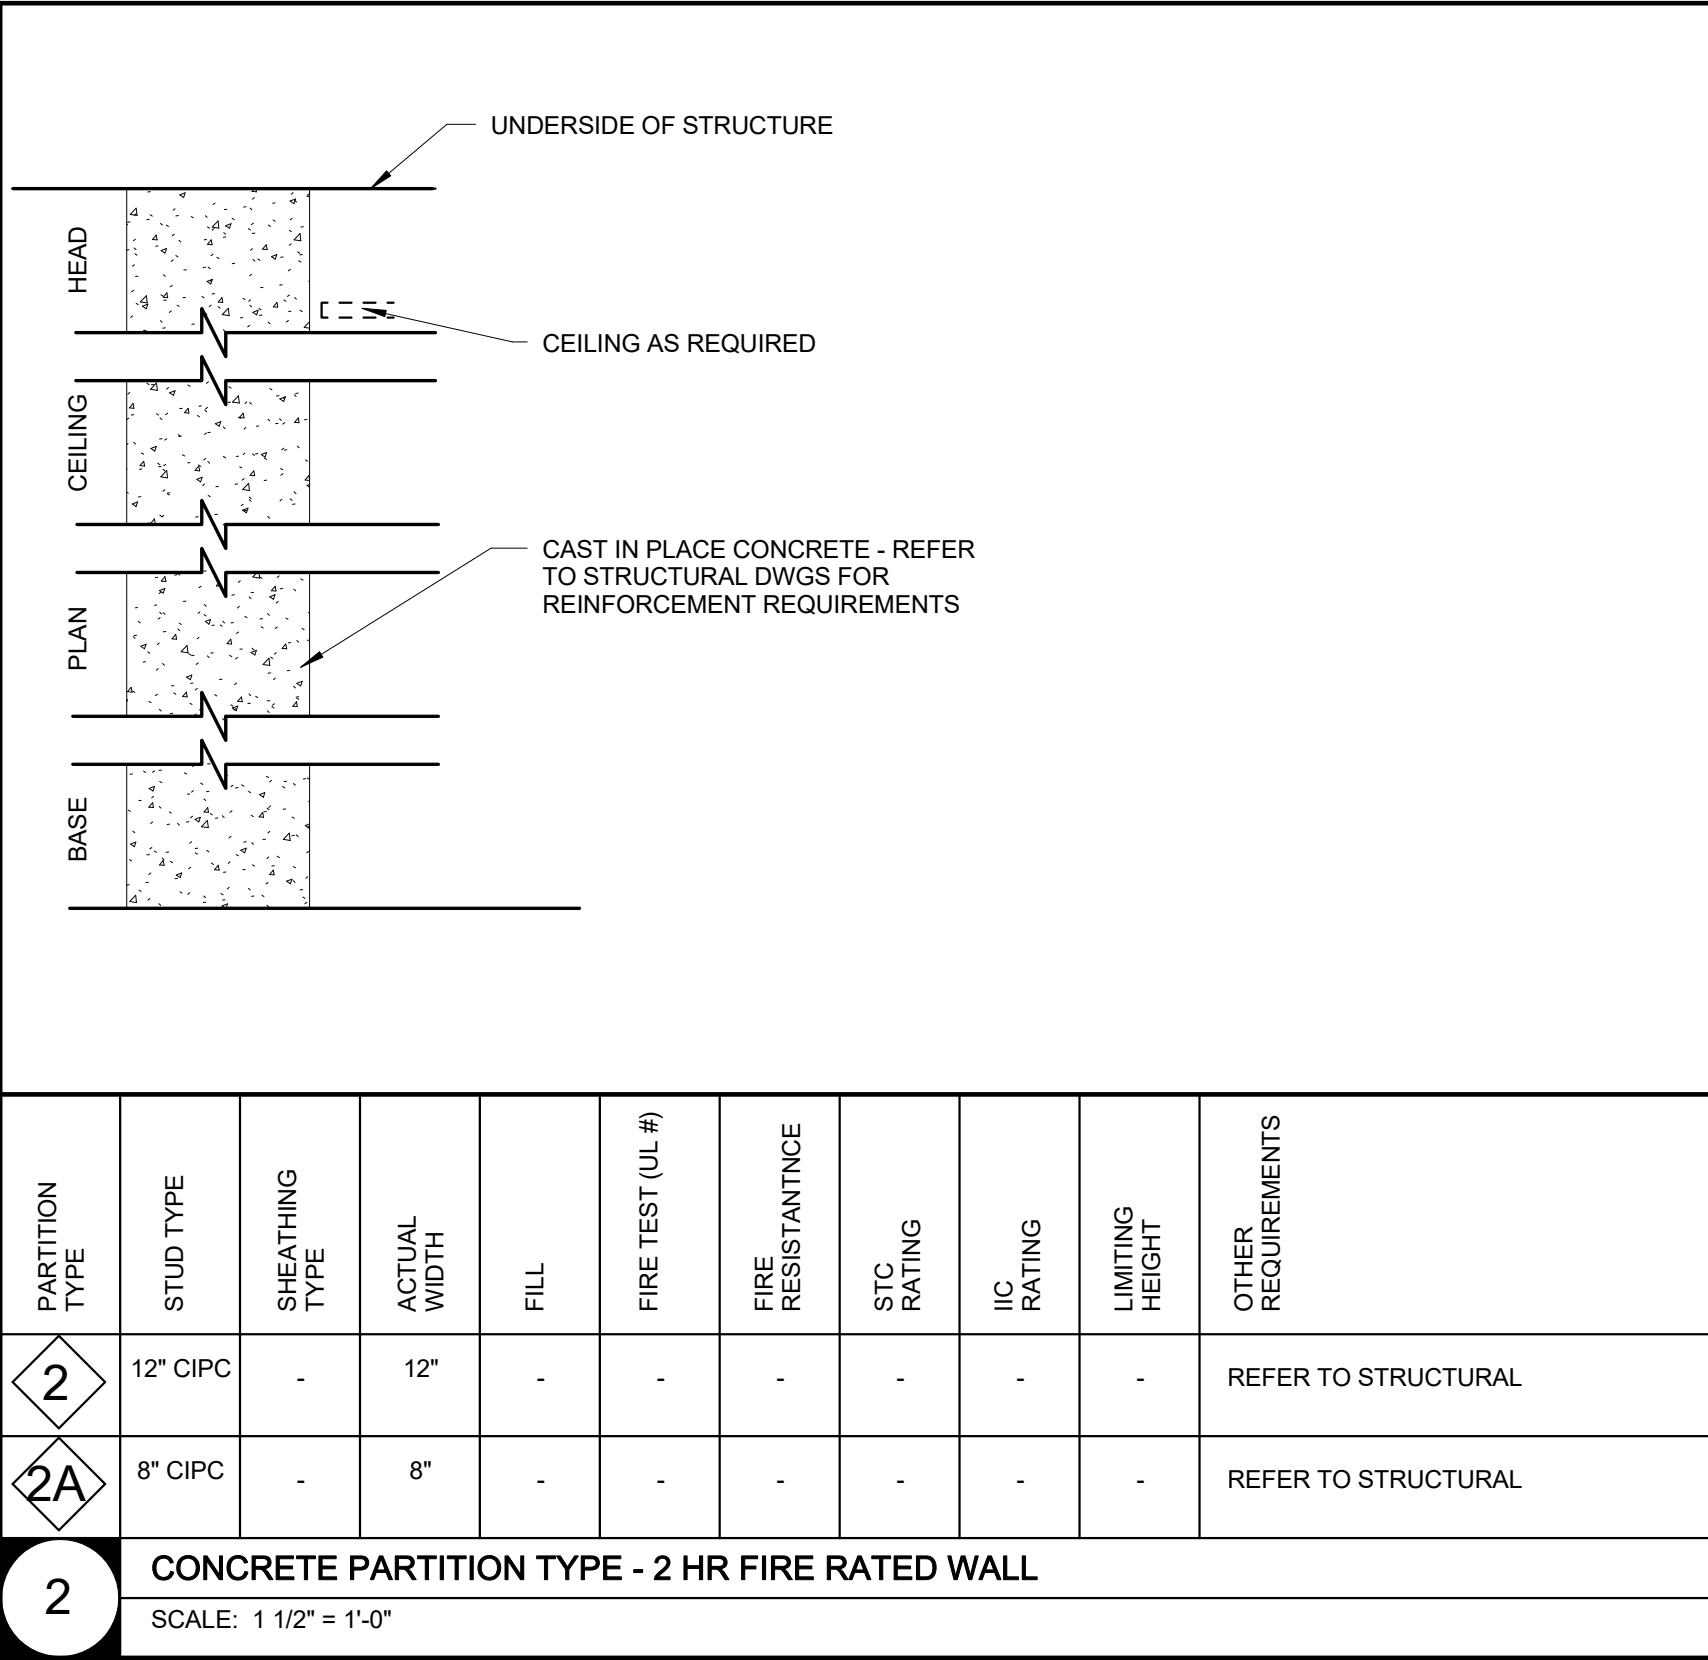 UNDERSIDE OF STRUCTURE
HEAD
CEILING AS REQUIRED
CEILING
CAST IN PLACE CONCRETE - REFER
TO STRUCTURAL DWGS FOR
REINFORCEMENT REQUIREMENTS
PLAN
BASE
PARTITION
TYPE
STUD TYPE
SHEATHING
TYPE
ACTUAL
WIDTH
FILL
FIRE TEST (UL #)
FIRE
RESISTANTNCE
STC
RATING
IIC
RATING
LIMITING
HEIGHT
OTHER
REQUIREMENTS
2 12" CIPC - 12" - - - - - - REFER TO STRUCTURAL
2A 8" CIPC - 8" - - - - - - REFER TO STRUCTURAL
2
CONCRETE PARTITION TYPE - 2 HR FIRE RATED WALL
SCALE: 1 1/2" = 1'-0"